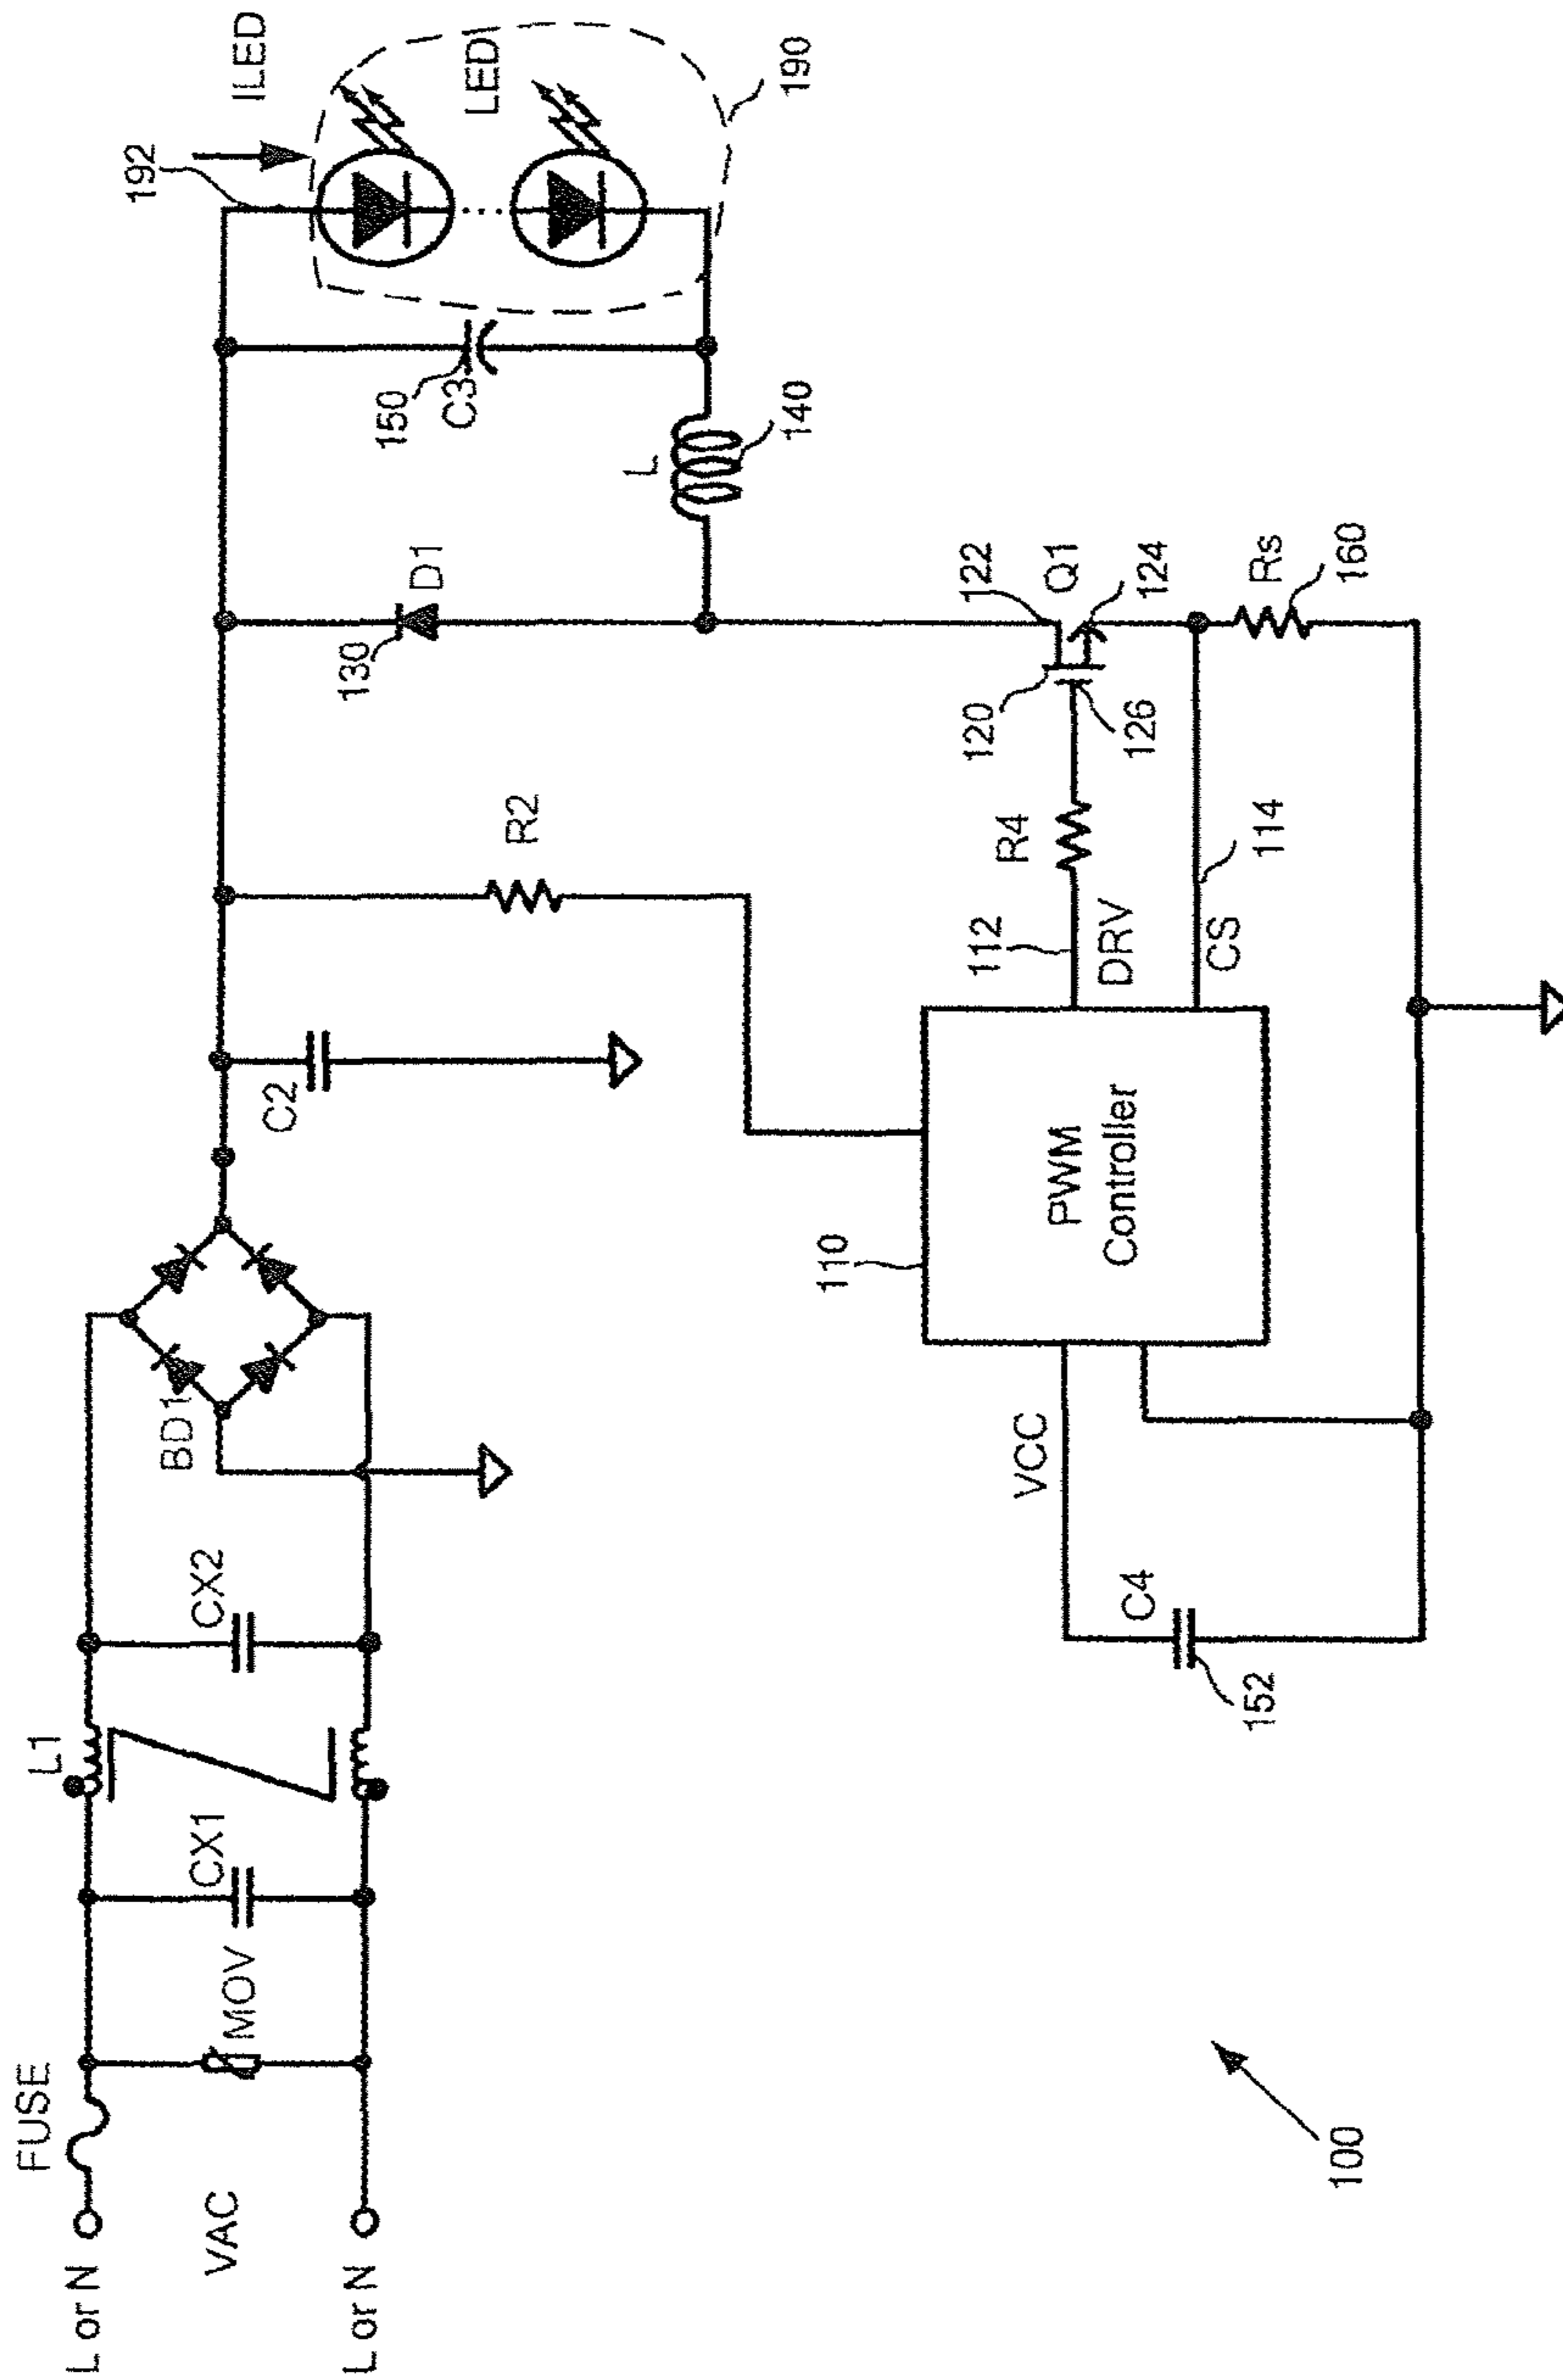 FUSE
L or N
VAC
L or N
MOV
CX1
L1
CX2
BD1
C2
R2
130
D1
150
C3
L
140
192
ILED
LED
190
110
PWM
Controller
VCC
C4
152
112
DRV
R4
CS
114
120
126
122
Q1
124
Rs
160
100